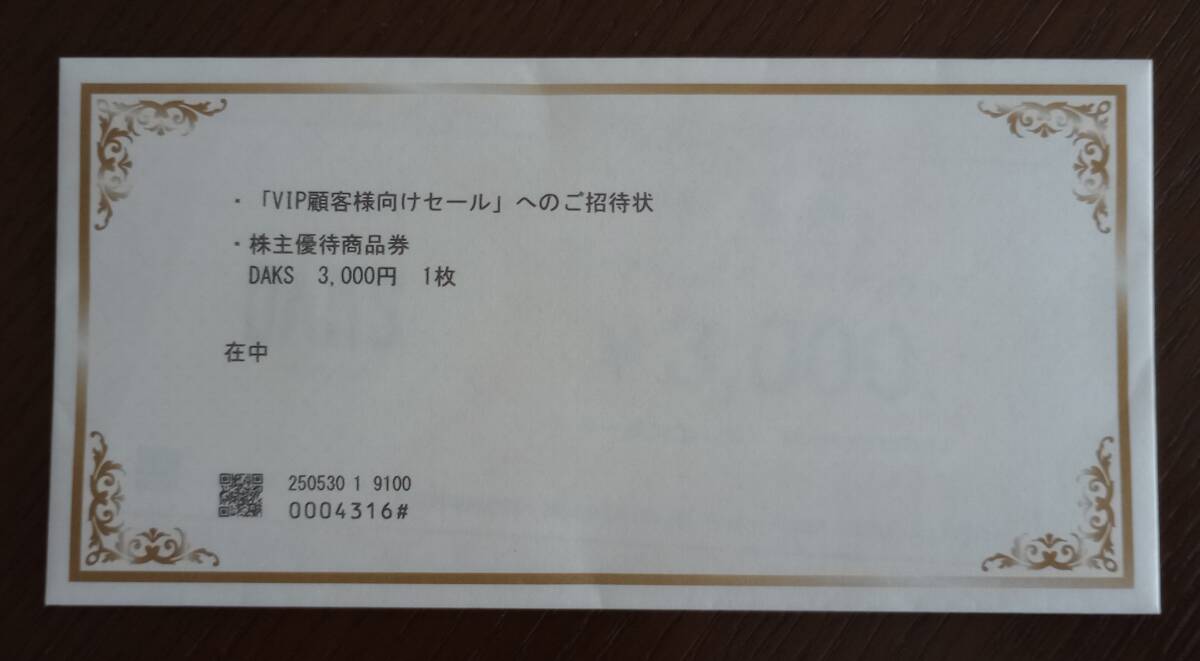 ・「VIP顧客様向けセール」へのご招待状
・株主優待商品券
DAKS 3,000円 1枚
在中
250530 1 9100
0004316#